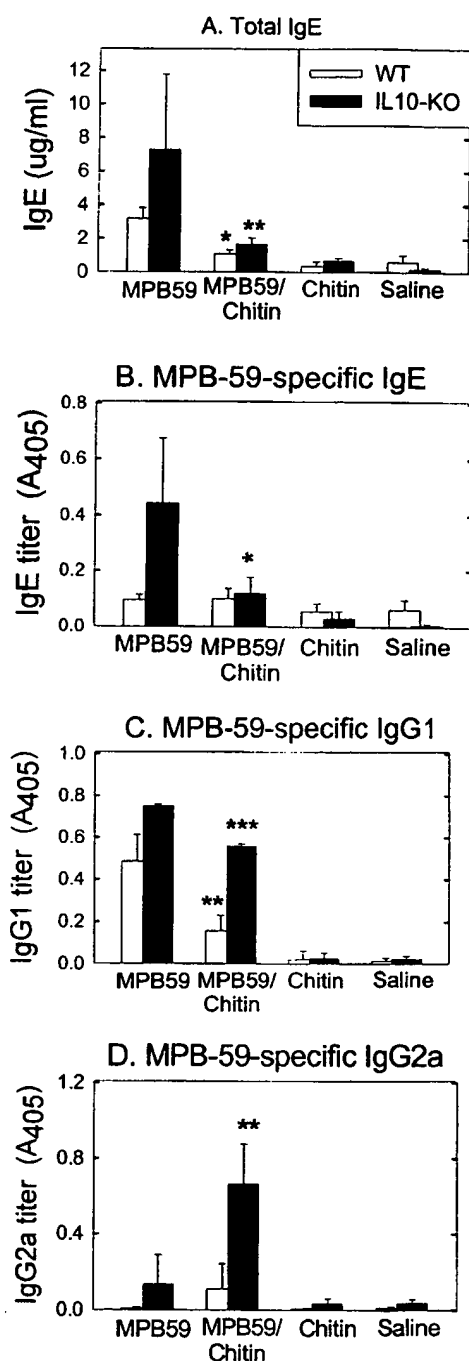 A. Total IgE
WT
IL10-KO
IgE (ug/ml)
12
10
8
6
4
2
0
* **
MPB59 MPB59/ Chitin Saline
Chitin
B. MPB-59-specific IgE
IgE titer (A405)
0.8
0.6
0.4
0.2
0.0
*
MPB59 MPB59/ Chitin Saline
Chitin
C. MPB-59-specific IgG1
IgG1 titer (A405)
1.0
0.8
0.6
0.4
0.2
0.0
** ***
MPB59 MPB59/ Chitin Saline
Chitin
D. MPB-59-specific IgG2a
IgG2a titer (A405)
1.2
0.8
0.4
0.0
**
MPB59 MPB59/ Chitin Saline
Chitin